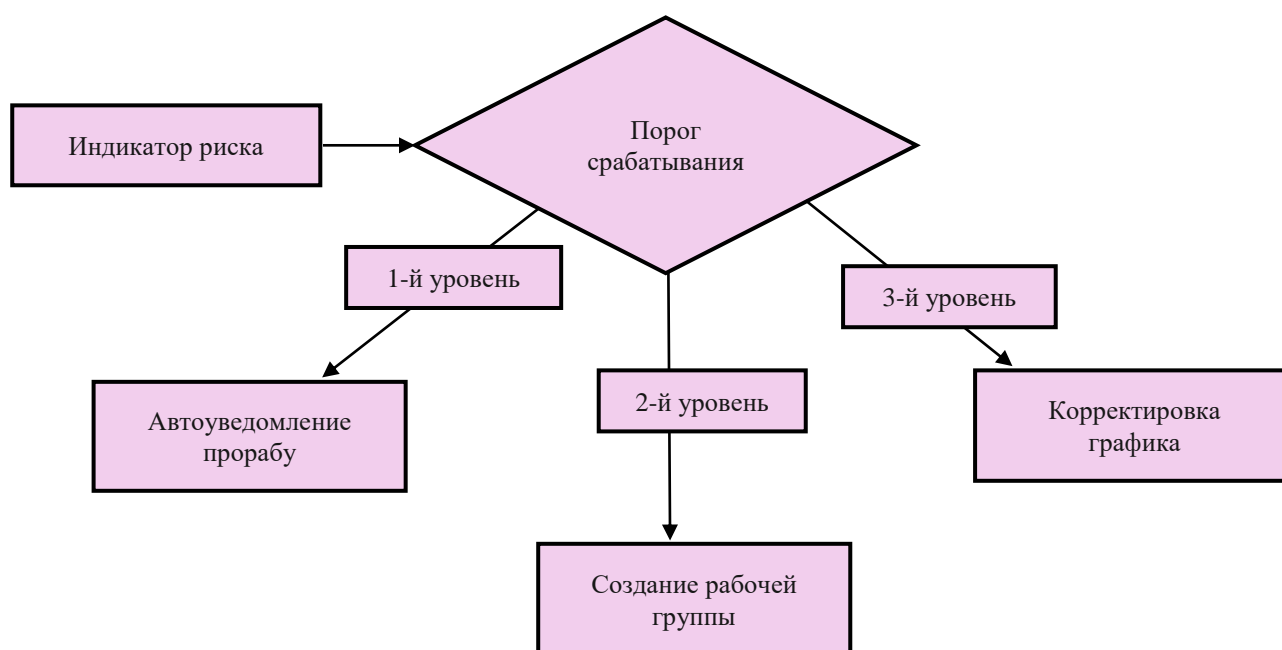 Индикатор риска
Порог
срабатывания
1-й уровень
3-й уровень
2-й уровень
Автоуведомление
прорабу
Корректировка
графика
Создание рабочей
группы